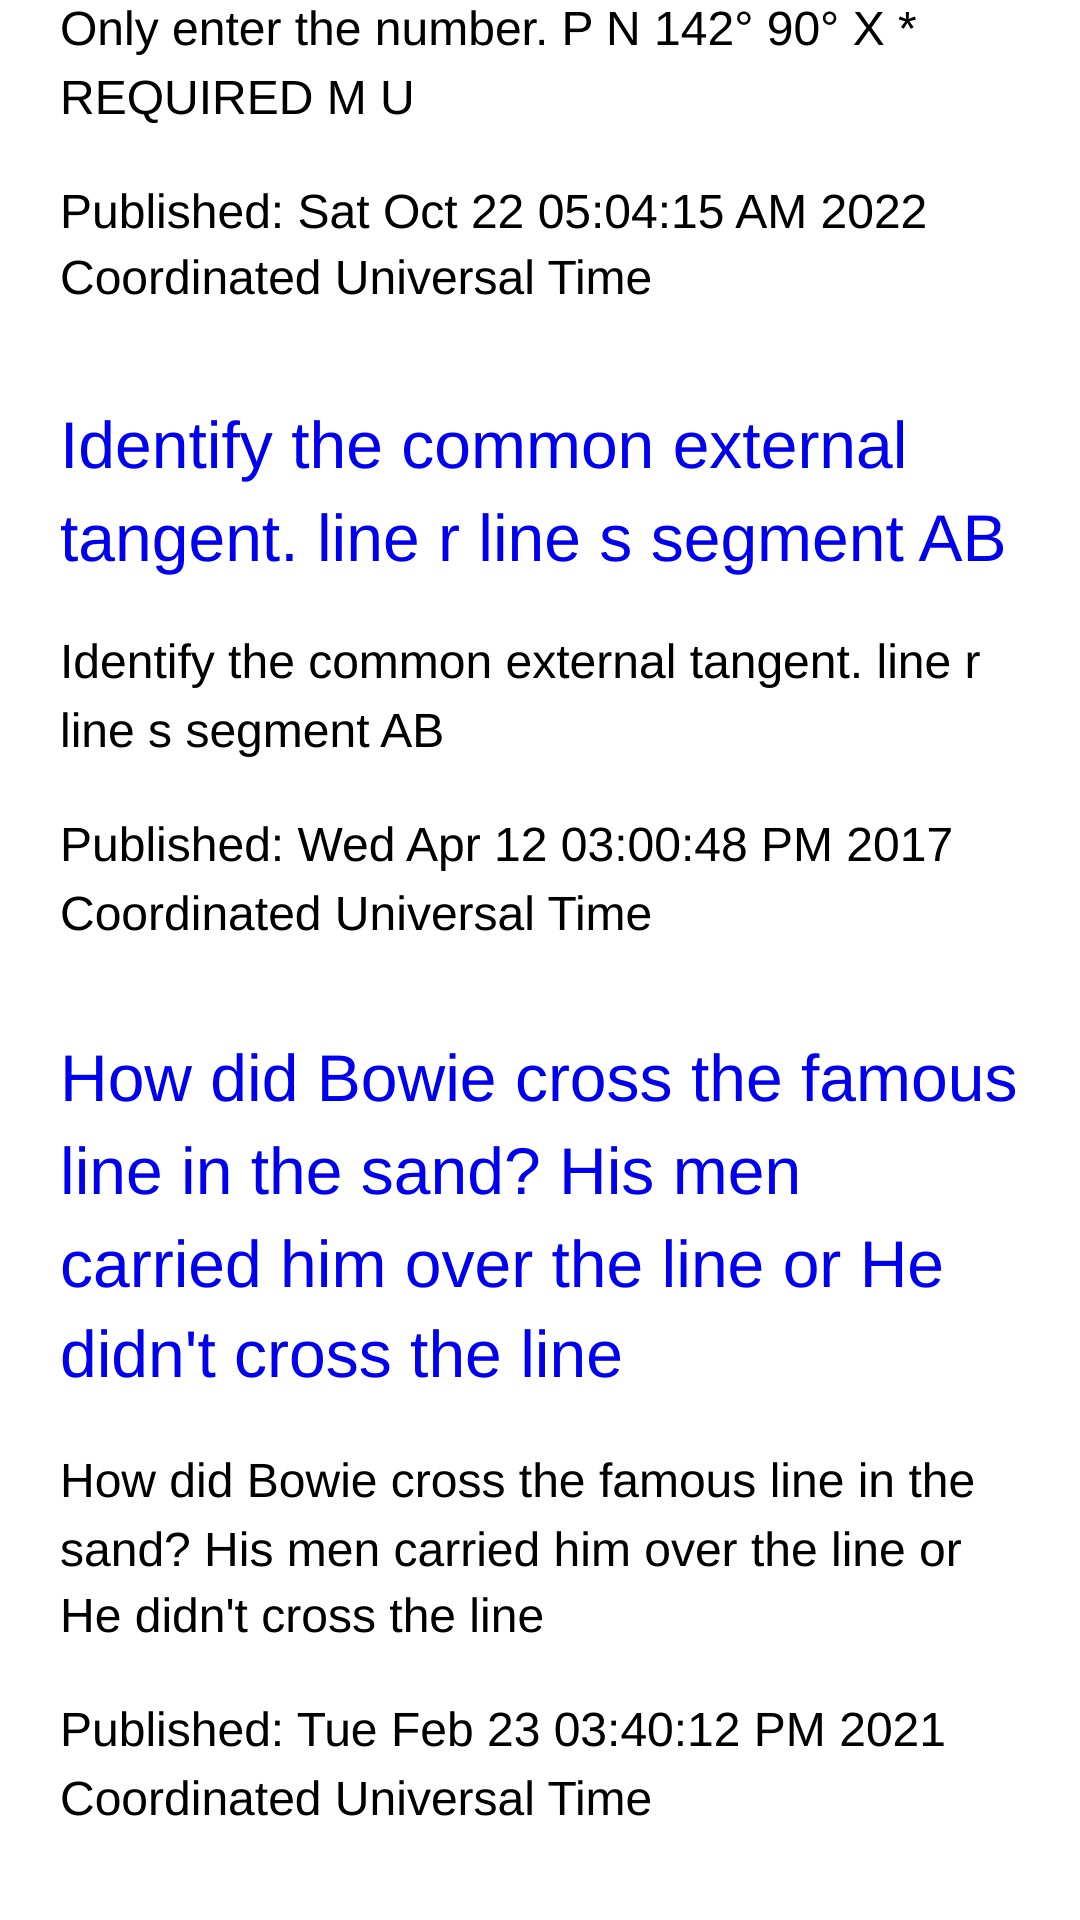 Only enter the number. P N 142° 90° X *
REQUIRED M U
Published: Sat Oct 22 05:04:15 AM 2022
Coordinated Universal Time
Identify the common external
tangent. line r line s segment AB
Identify the common external tangent. line r
line s segment AB
Published: Wed Apr 12 03:00:48 PM 2017
Coordinated Universal Time
How did Bowie cross the famous
line in the sand? His men
carried him over the line or He
didn't cross the line
How did Bowie cross the famous line in the
sand? His men carried him over the line or
He didn't cross the line
Published: Tue Feb 23 03:40:12 PM 2021
Coordinated Universal Time